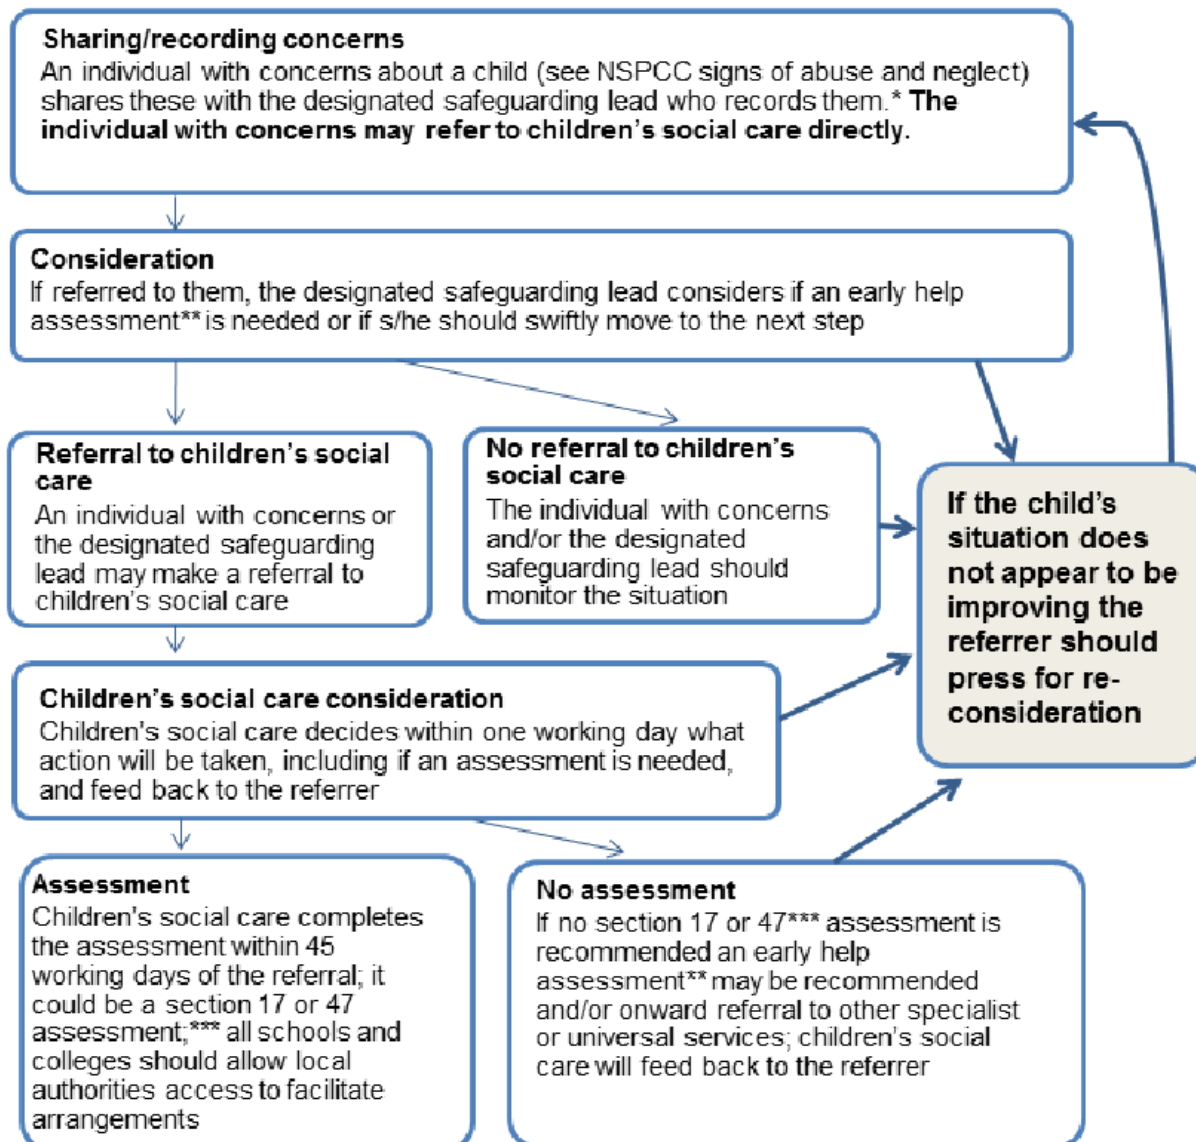 Sharing/recording concerns
An individual with concerns about a child (see NSPCC signs of abuse and neglect)
shares these with the designated safeguarding lead who records them.* The
individual with concerns may refer to children's social care directly.
Consideration
If referred to them, the designated safeguarding lead considers if an early help
assessment** is needed or if s/he should swiftly move to the next step
Referral to children's social
care
An individual with concerns or
the designated safeguarding
lead may make a referral to
children's social care
No referral to children's
social care
The individual with concerns
and/or the designated
safeguarding lead should
monitor the situation
If the child's
situation does
not appear to be
improving the
referrer should
press for re-
consideration
Children's social care consideration
Children's social care decides within one working day what
action will be taken, including if an assessment is needed,
and feed back to the referrer
Assessment
Children's social care completes
the assessment within 45
working days of the referral; it
could be a section 17 or 47
assessment;*** all schools and
colleges should allow local
authorities access to facilitate
arrangements
No assessment
If no section 17 or 47*** assessment is
recommended an early help
assessment** may be recommended
and/or onward referral to other specialist
or universal services; children's social
care will feed back to the referrer